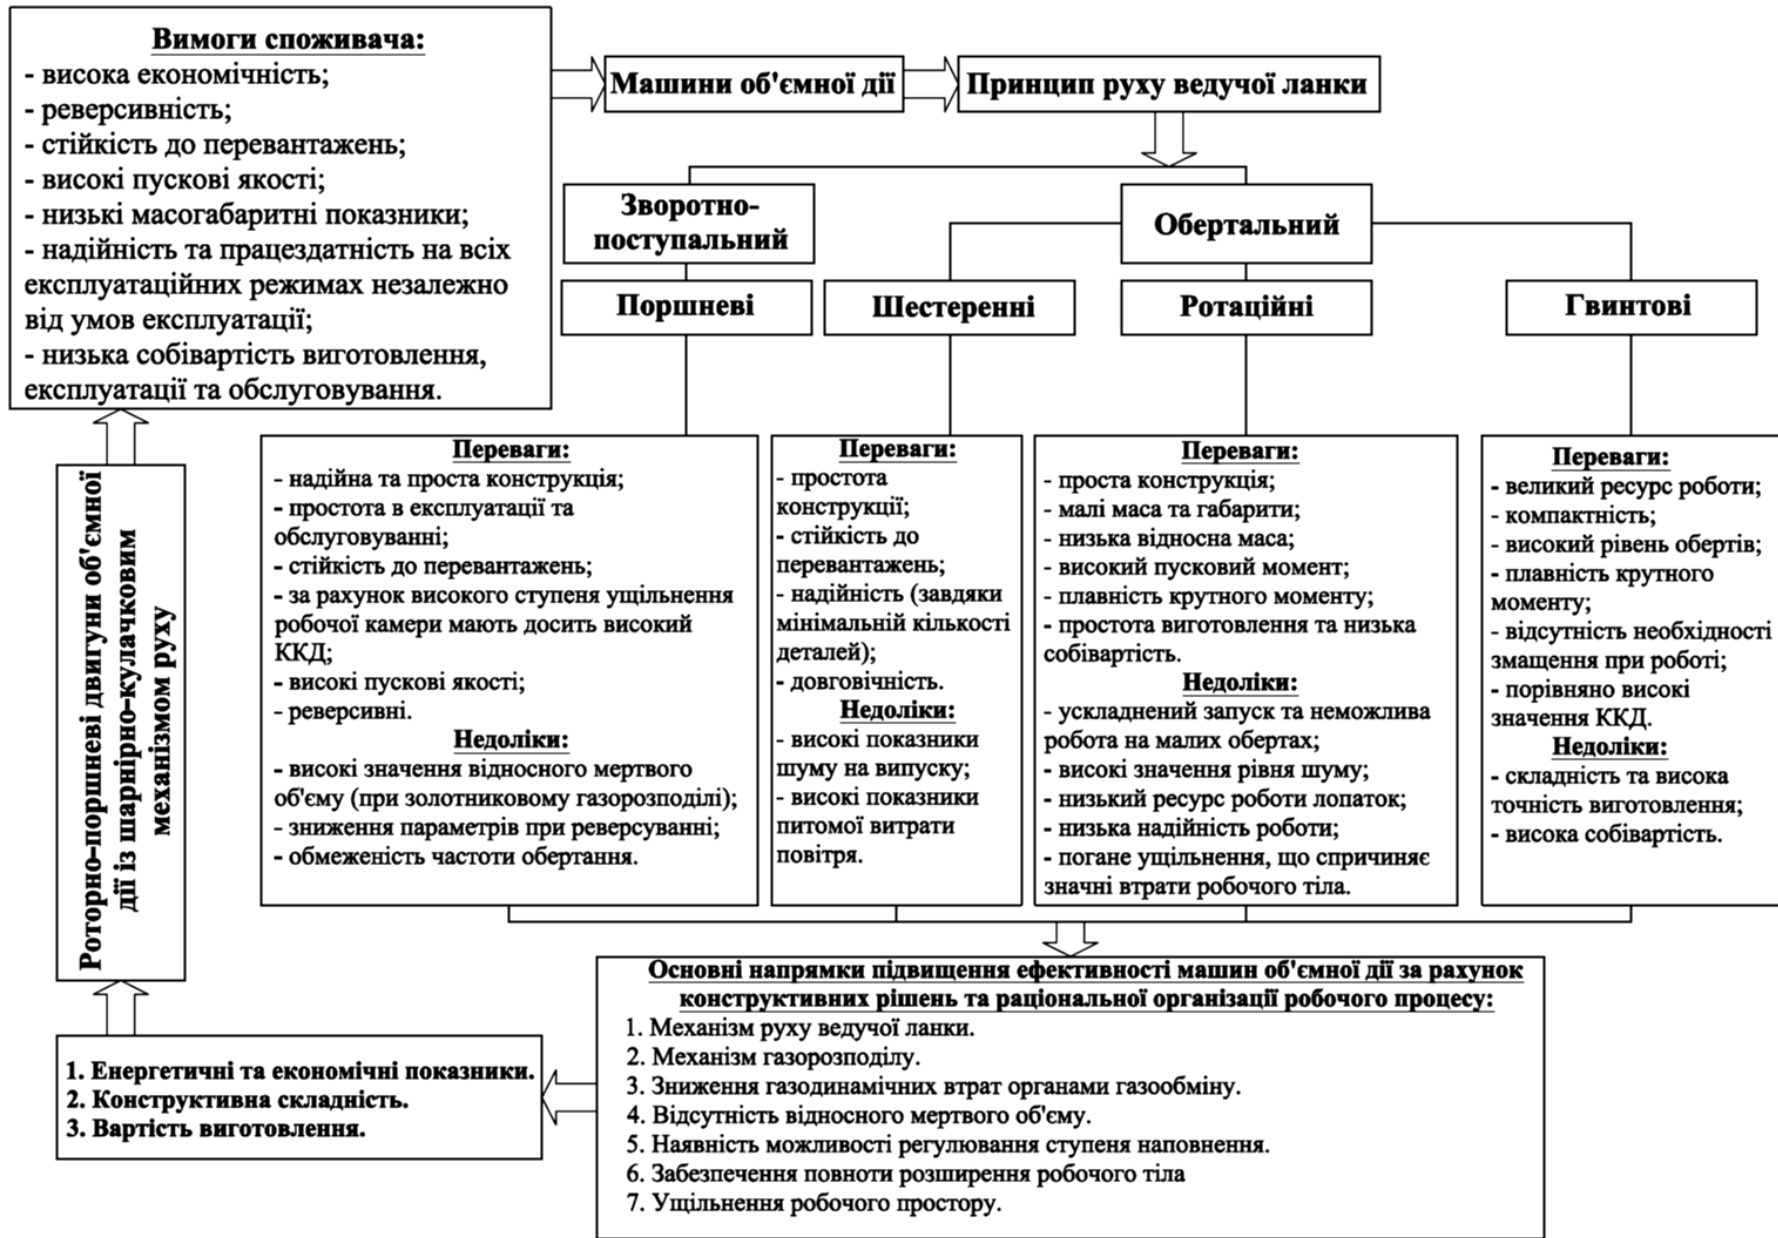 Вимоги споживача:
- висока економічність;
- реверсивність;
- стійкість до перевантажень;
- високі пускові якості;
- низькі масогабаритні показники;
- надійність та працездатність на всіх
експлуатаційних режимах незалежно
від умов експлуатації;
- низька собівартість виготовлення,
експлуатації та обслуговування.
Машини об'ємної дії
Принцип руху ведучої ланки
Зворотно-
поступальний
Обертальний
Поршневі
Шестеренні
Ротаційні
Гвинтові
Переваги:
- надійна та проста конструкція;
- простота в експлуатації та
обслуговуванні;
- стійкість до перевантажень;
- за рахунок високого ступеня ущільнення
робочої камери мають досить високий
ККД;
- високі пускові якості;
- реверсивні.
Недоліки:
- високі значення відносного мертвого
об'єму (при золотниковому газорозподілі);
- зниження параметрів при реверсуванні;
- обмеженість частоти обертання.
Переваги:
- простота
конструкції;
- стійкість до
перевантажень;
- надійність (завдяки
мінімальній кількості
деталей);
- довговічність.
Недоліки:
- високі показники
шуму на випуску;
- високі показники
питомої витрати
повітря.
Переваги:
- проста конструкція;
- малі маса та габарити;
- низька відносна маса;
- високий пусковий момент;
- плавність крутного моменту;
- простота виготовлення та низька
собівартість.
Недоліки:
- ускладнений запуск та неможлива
робота на малих обертах;
- високі значення рівня шуму;
- низький ресурс роботи лопаток;
- низька надійність роботи;
- погане ущільнення, що спричиняє
значні втрати робочого тіла.
Переваги:
- великий ресурс роботи;
- компактність;
- високий рівень обертів;
- плавність крутного
моменту;
- відсутність необхідності
змащення при роботі;
- порівняно високі
значення ККД.
Недоліки:
- складність та висока
точність виготовлення;
- висока собівартість.
Основні напрямки підвищення ефективності машин об'ємної дії за рахунок
конструктивних рішень та раціональної організації робочого процесу:
1. Механізм руху ведучої ланки.
2. Механізм газорозподілу.
3. Зниження газодинамічних втрат органами газообміну.
4. Відсутність відносного мертвого об'єму.
5. Наявність можливості регулювання ступеня наповнення.
6. Забезпечення повноти розширення робочого тіла
7. Ущільнення робочого простору.
1. Енергетичні та економічні показники.
2. Конструктивна складність.
3. Вартість виготовлення.
Роторно-поршневі двигуни об'ємної
дії із шарнірно-кулачковим
механізмом руху